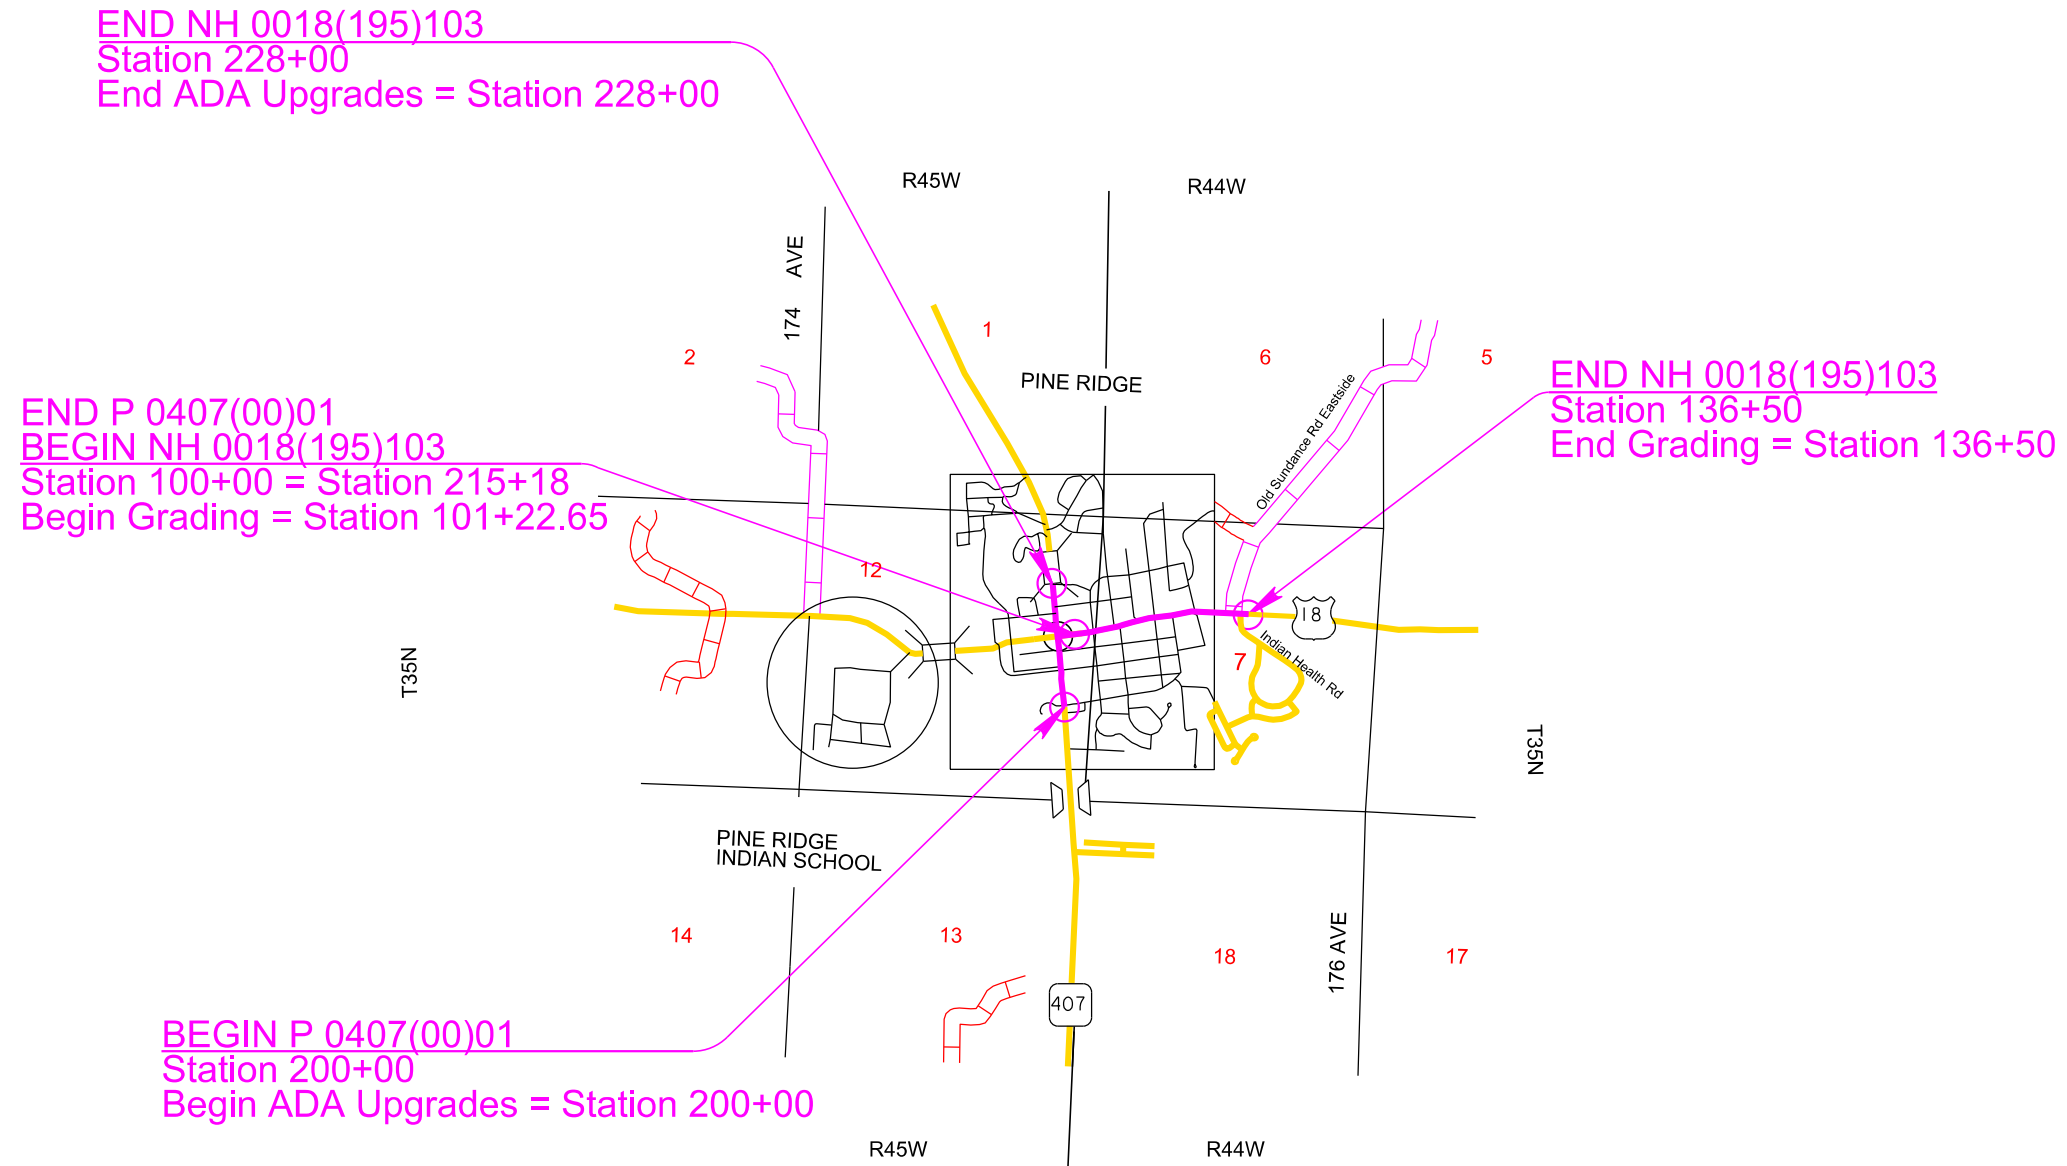 END NH 0018(195)103
Station 228+00
End ADA Upgrades = Station 228+00
R45W
R44W
174 AVE
1
2
6
5
PINE RIDGE
Old Sundance Rd Eastside
END NH 0018(195)103
Station 136+50
End Grading = Station 136+50
END P 0407(00)01
BEGIN NH 0018(195)103
Station 100+00 = Station 215+18
Begin Grading = Station 101+22.65
12
18
7
Indian Health Rd
T35N
T35N
PINE RIDGE
INDIAN SCHOOL
14
13
18
17
176 AVE
407
BEGIN P 0407(00)01
Station 200+00
Begin ADA Upgrades = Station 200+00
R45W
R44W